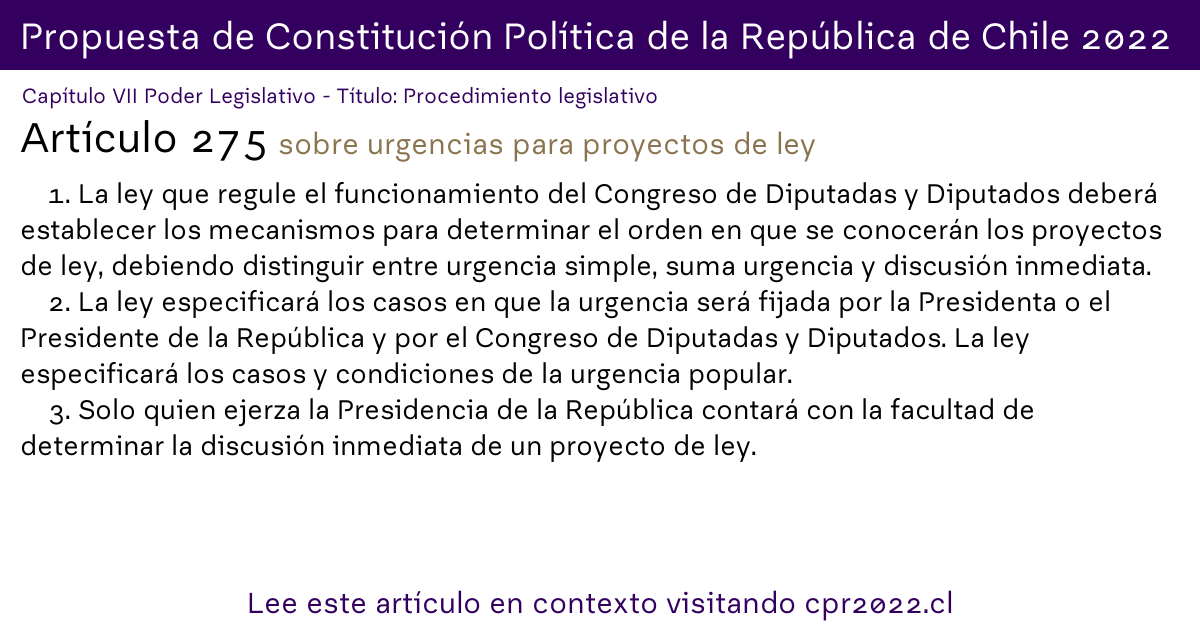 Propuesta de Constitución Política de la República de Chile 2022
Capítulo VII Poder Legislativo - Título: Procedimiento legislativo
Artículo 275 sobre urgencias para proyectos de ley
1. La ley que regule el funcionamiento del Congreso de Diputadas y Diputados deberá
establecer los mecanismos para determinar el orden en que se conocerán los proyectos
de ley, debiendo distinguir entre urgencia simple, suma urgencia y discusión inmediata.
2. La ley especificará los casos en que la urgencia será fijada por la Presidenta o el
Presidente de la República y por el Congreso de Diputadas y Diputados. La ley
especificará los casos y condiciones de la urgencia popular.
3. Solo quien ejerza la Presidencia de la República contará con la facultad de
determinar la discusión inmediata de un proyecto de ley.
Lee este artículo en contexto visitando cpr2022.cl